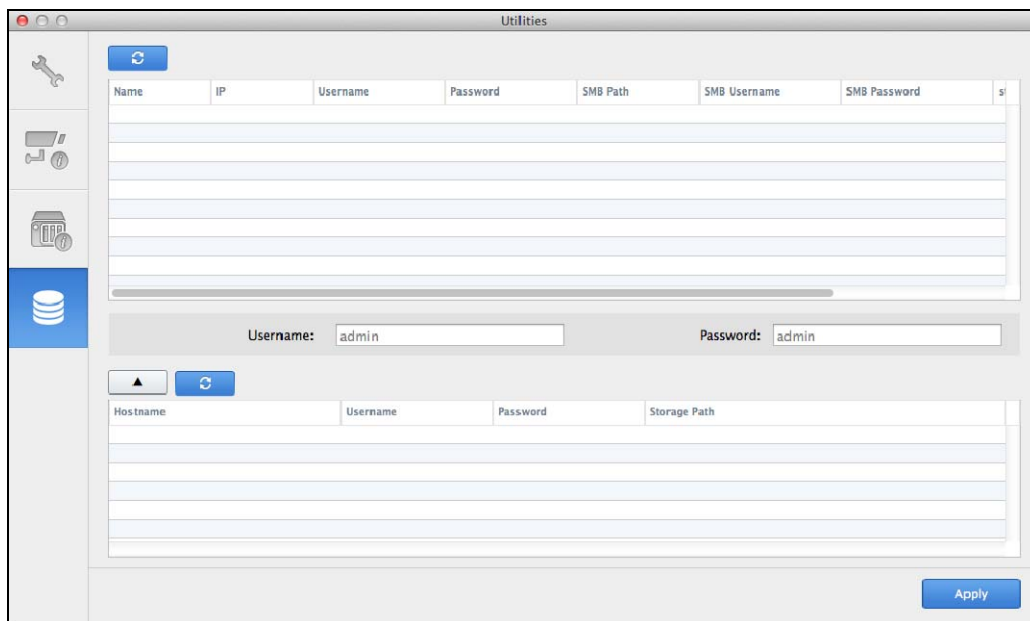 Utilities
Name IP Username Password SMB Path SMB Username SMB Password
Username: admin Password: admin
Hostname Username Password Storage Path
Apply